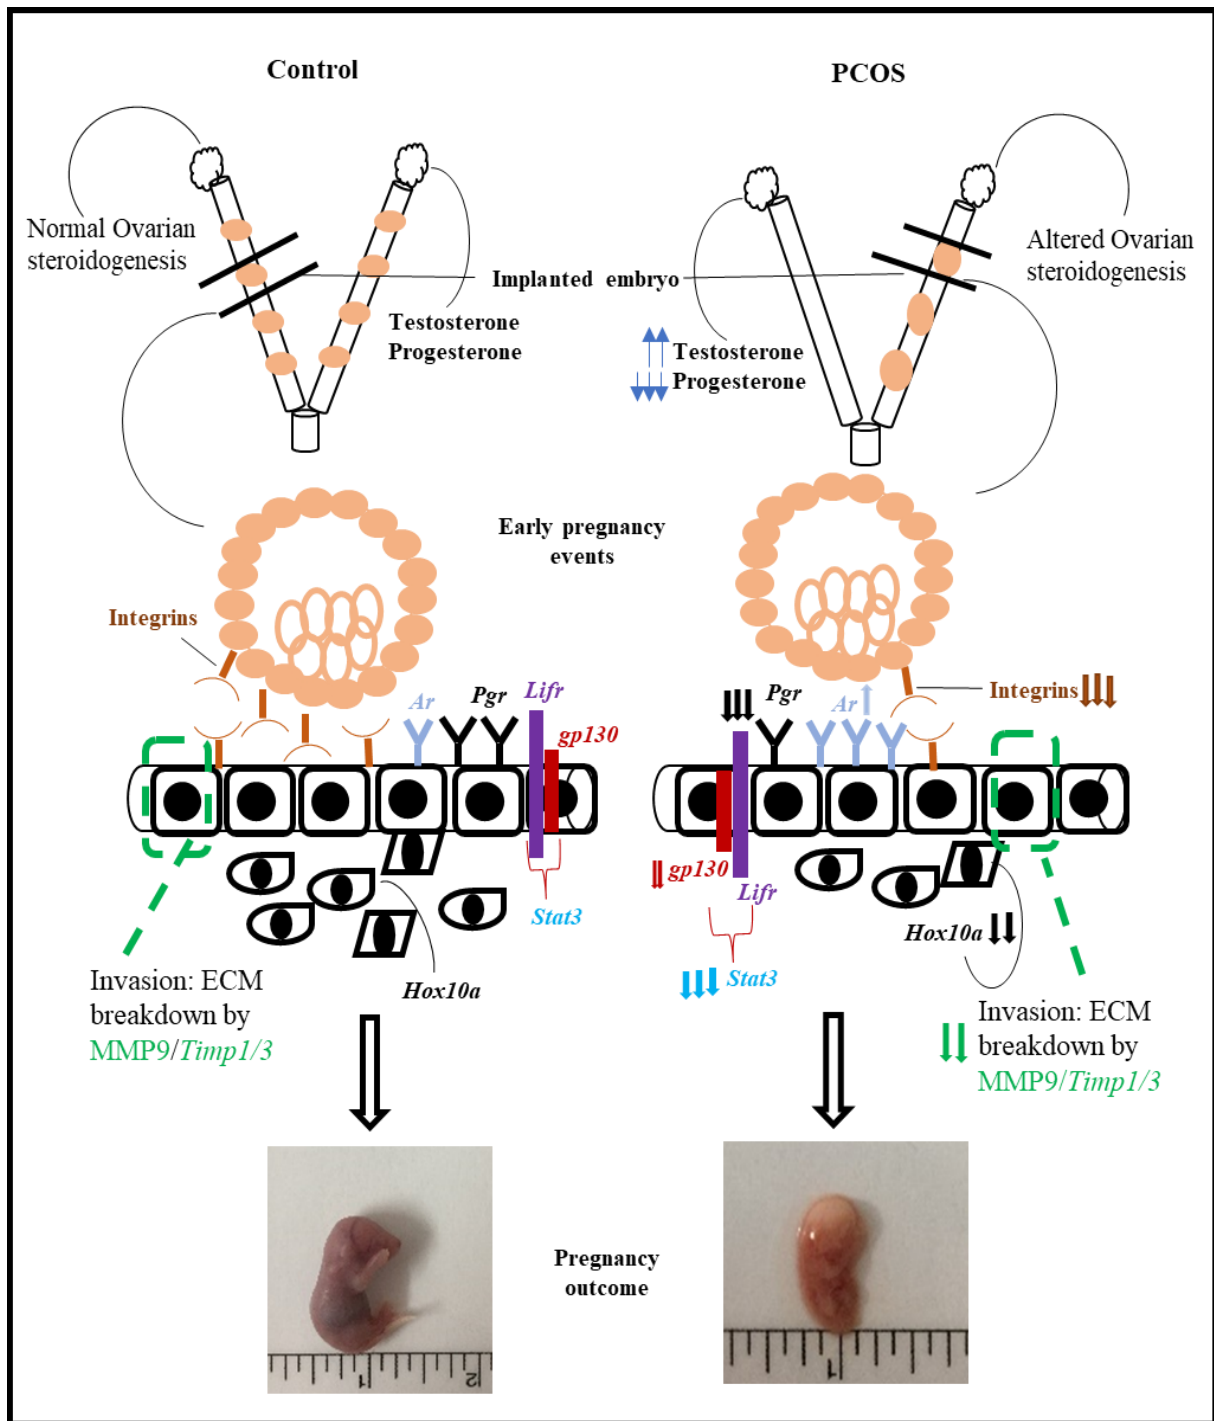 Control
PCOS
Normal Ovarian
steroidogenesis
Implanted embryo
Altered Ovarian
steroidogenesis
Testosterone
Progesterone
Testosterone
Progesterone
Early pregnancy
events
Integrins
Ar
Pgr
Lifr
gp130
Pgr
Ar
Integrins
gp130
Lifr
Stat3
Hox10a
Hox10a
Stat3
Invasion: ECM
breakdown by
MMP9/Timp1/3
Invasion: ECM
breakdown by
MMP9/Timp1/3
Pregnancy
outcome
1
2
1